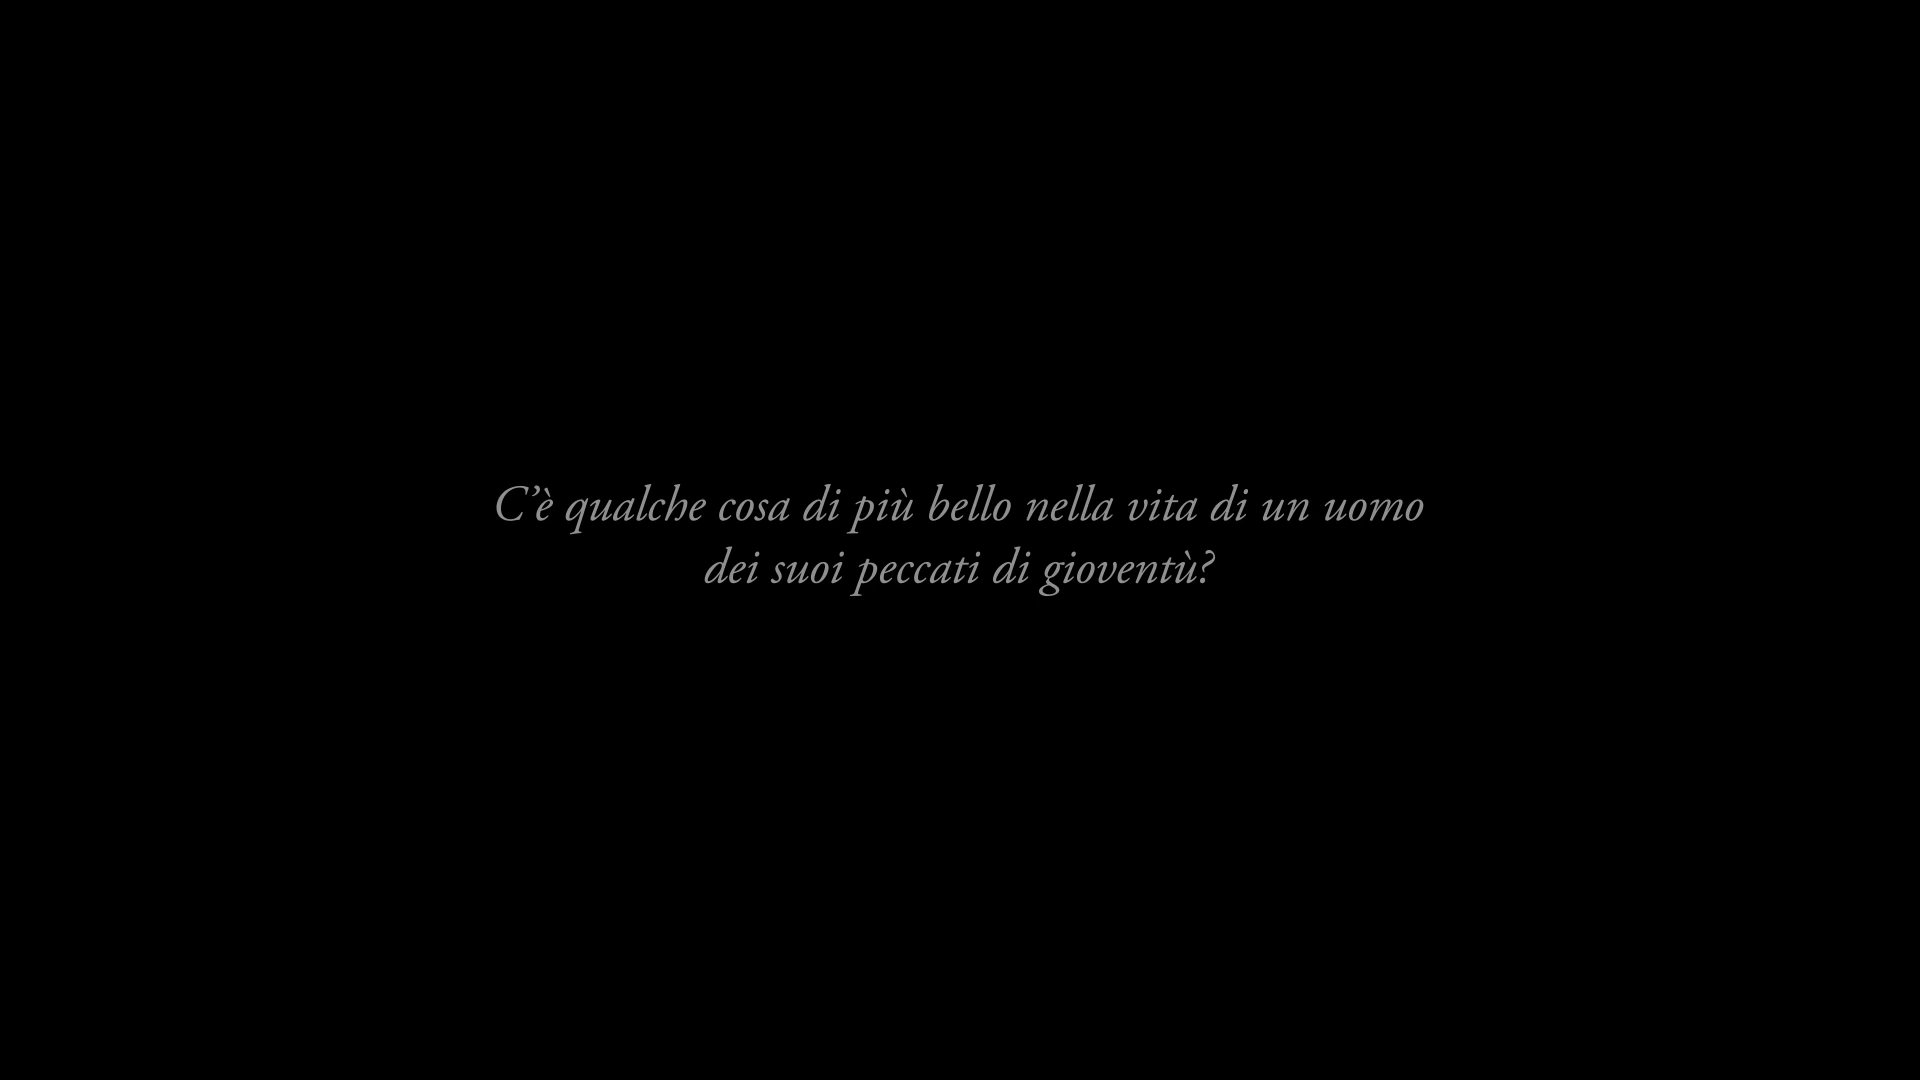 C’è qualche cosa di più bello nella vita di un uomo
dei suoi peccati di gioventù?